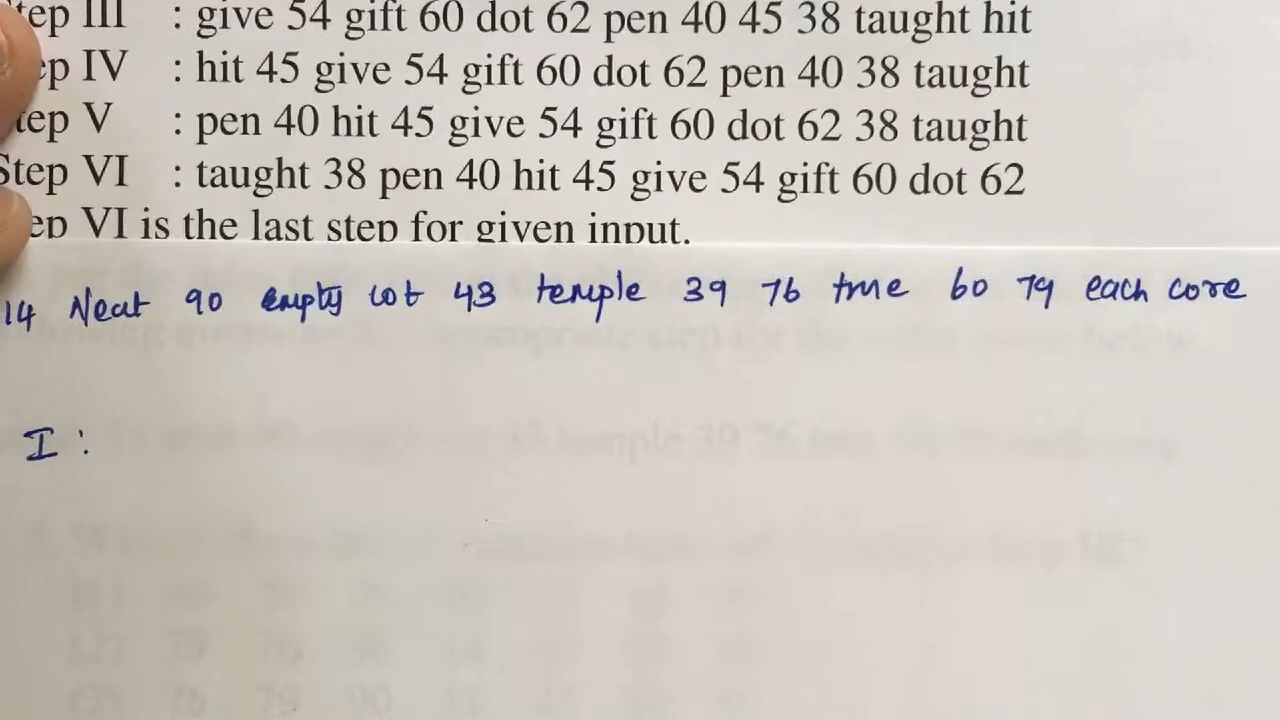 tep III : give 54 gift 60 dot 62 pen 40 45 38 taught hit
ep IV : hit 45 give 54 gift 60 dot 62 pen 40 38 taught
tep V : pen 40 hit 45 give 54 gift 60 dot 62 38 taught
Step VI : taught 38 pen 40 hit 45 give 54 gift 60 dot 62
ep VI is the last step for given input.
14 Neat 90 empty cot 43 temple 39 76 true 60 79 each core
I :